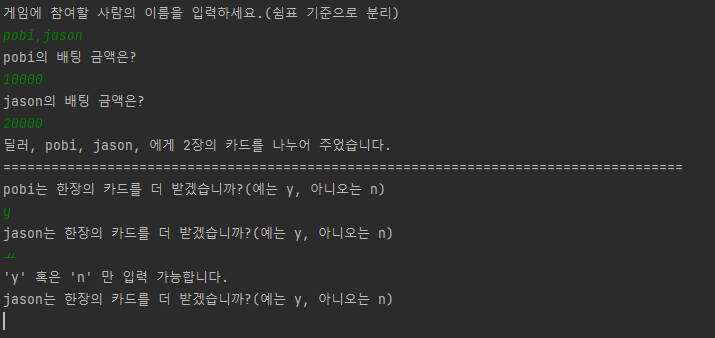 게임에 참여할 사람의 이름을 입력하세요.(쉼표 기준으로 분리)
pobi,jason
pobi의 배팅 금액은?
10000
jason의 배팅 금액은?
20000
딜러, pobi, jason, 에게 2장의 카드를 나누어 주었습니다.
=====================================================================================
pobi는 한장의 카드를 더 받겠습니까?(예는 y, 아니오는 n)
y
jason는 한장의 카드를 더 받겠습니까?(예는 y, 아니오는 n)
ㅛ
'y' 혹은 'n' 만 입력 가능합니다.
jason는 한장의 카드를 더 받겠습니까?(예는 y, 아니오는 n)